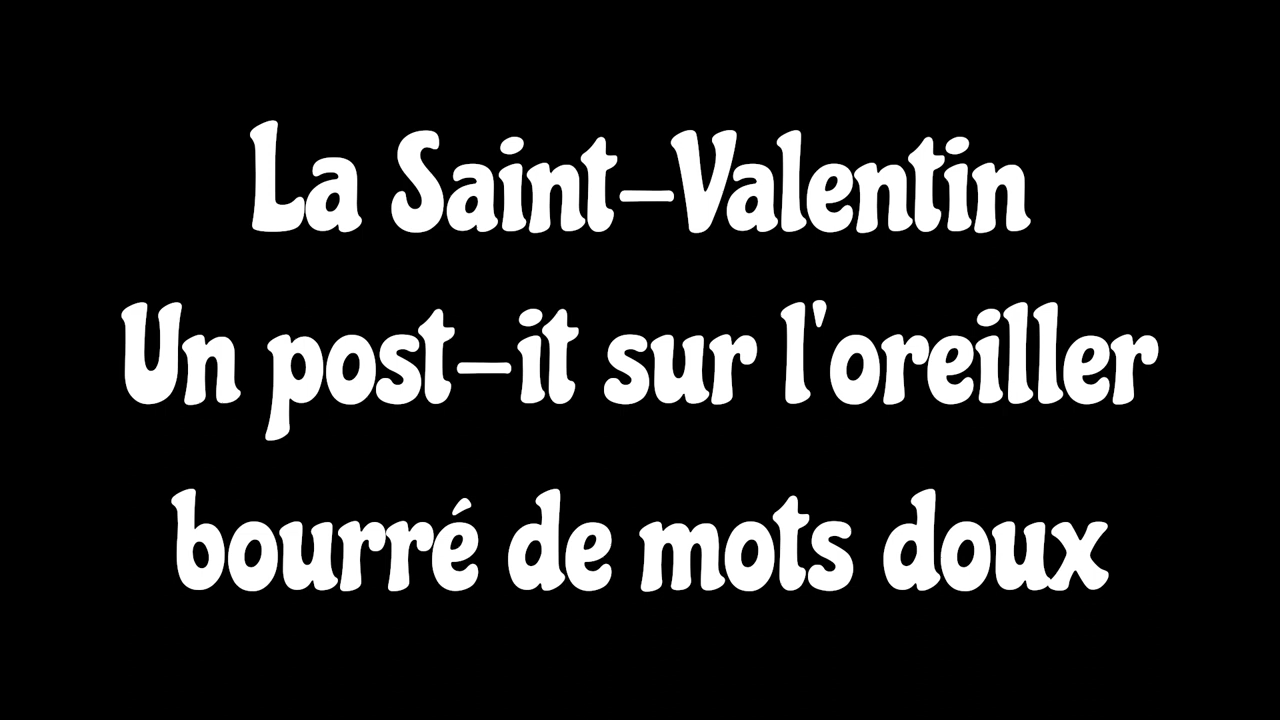 La Saint-Valentin
Un post-it sur l'oreiller
bourré de mots doux